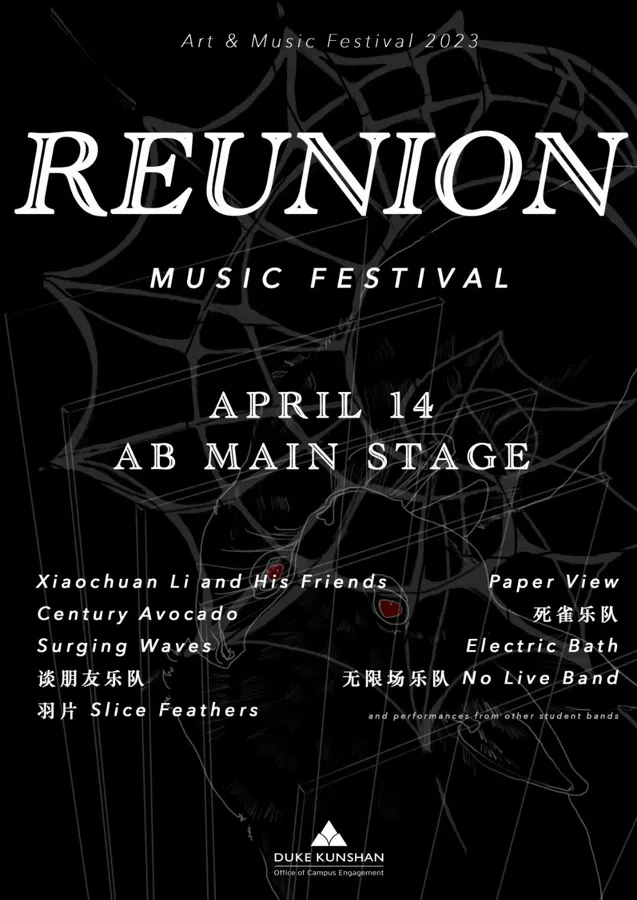 Art & Music Festival 2023
REUNION
MUSIC FESTIVAL
APRIL 14
AB MAIN STAGE
Xiaochuan Li and His Friends
Century Avocado
Surging Waves
谈朋友乐队
羽片 Slice Feathers
Paper View
死雀乐队
Electric Bath
无限场乐队 No Live Band
and performances from other student bands
DUKE KUNSHAN
Office of Campus Engagement